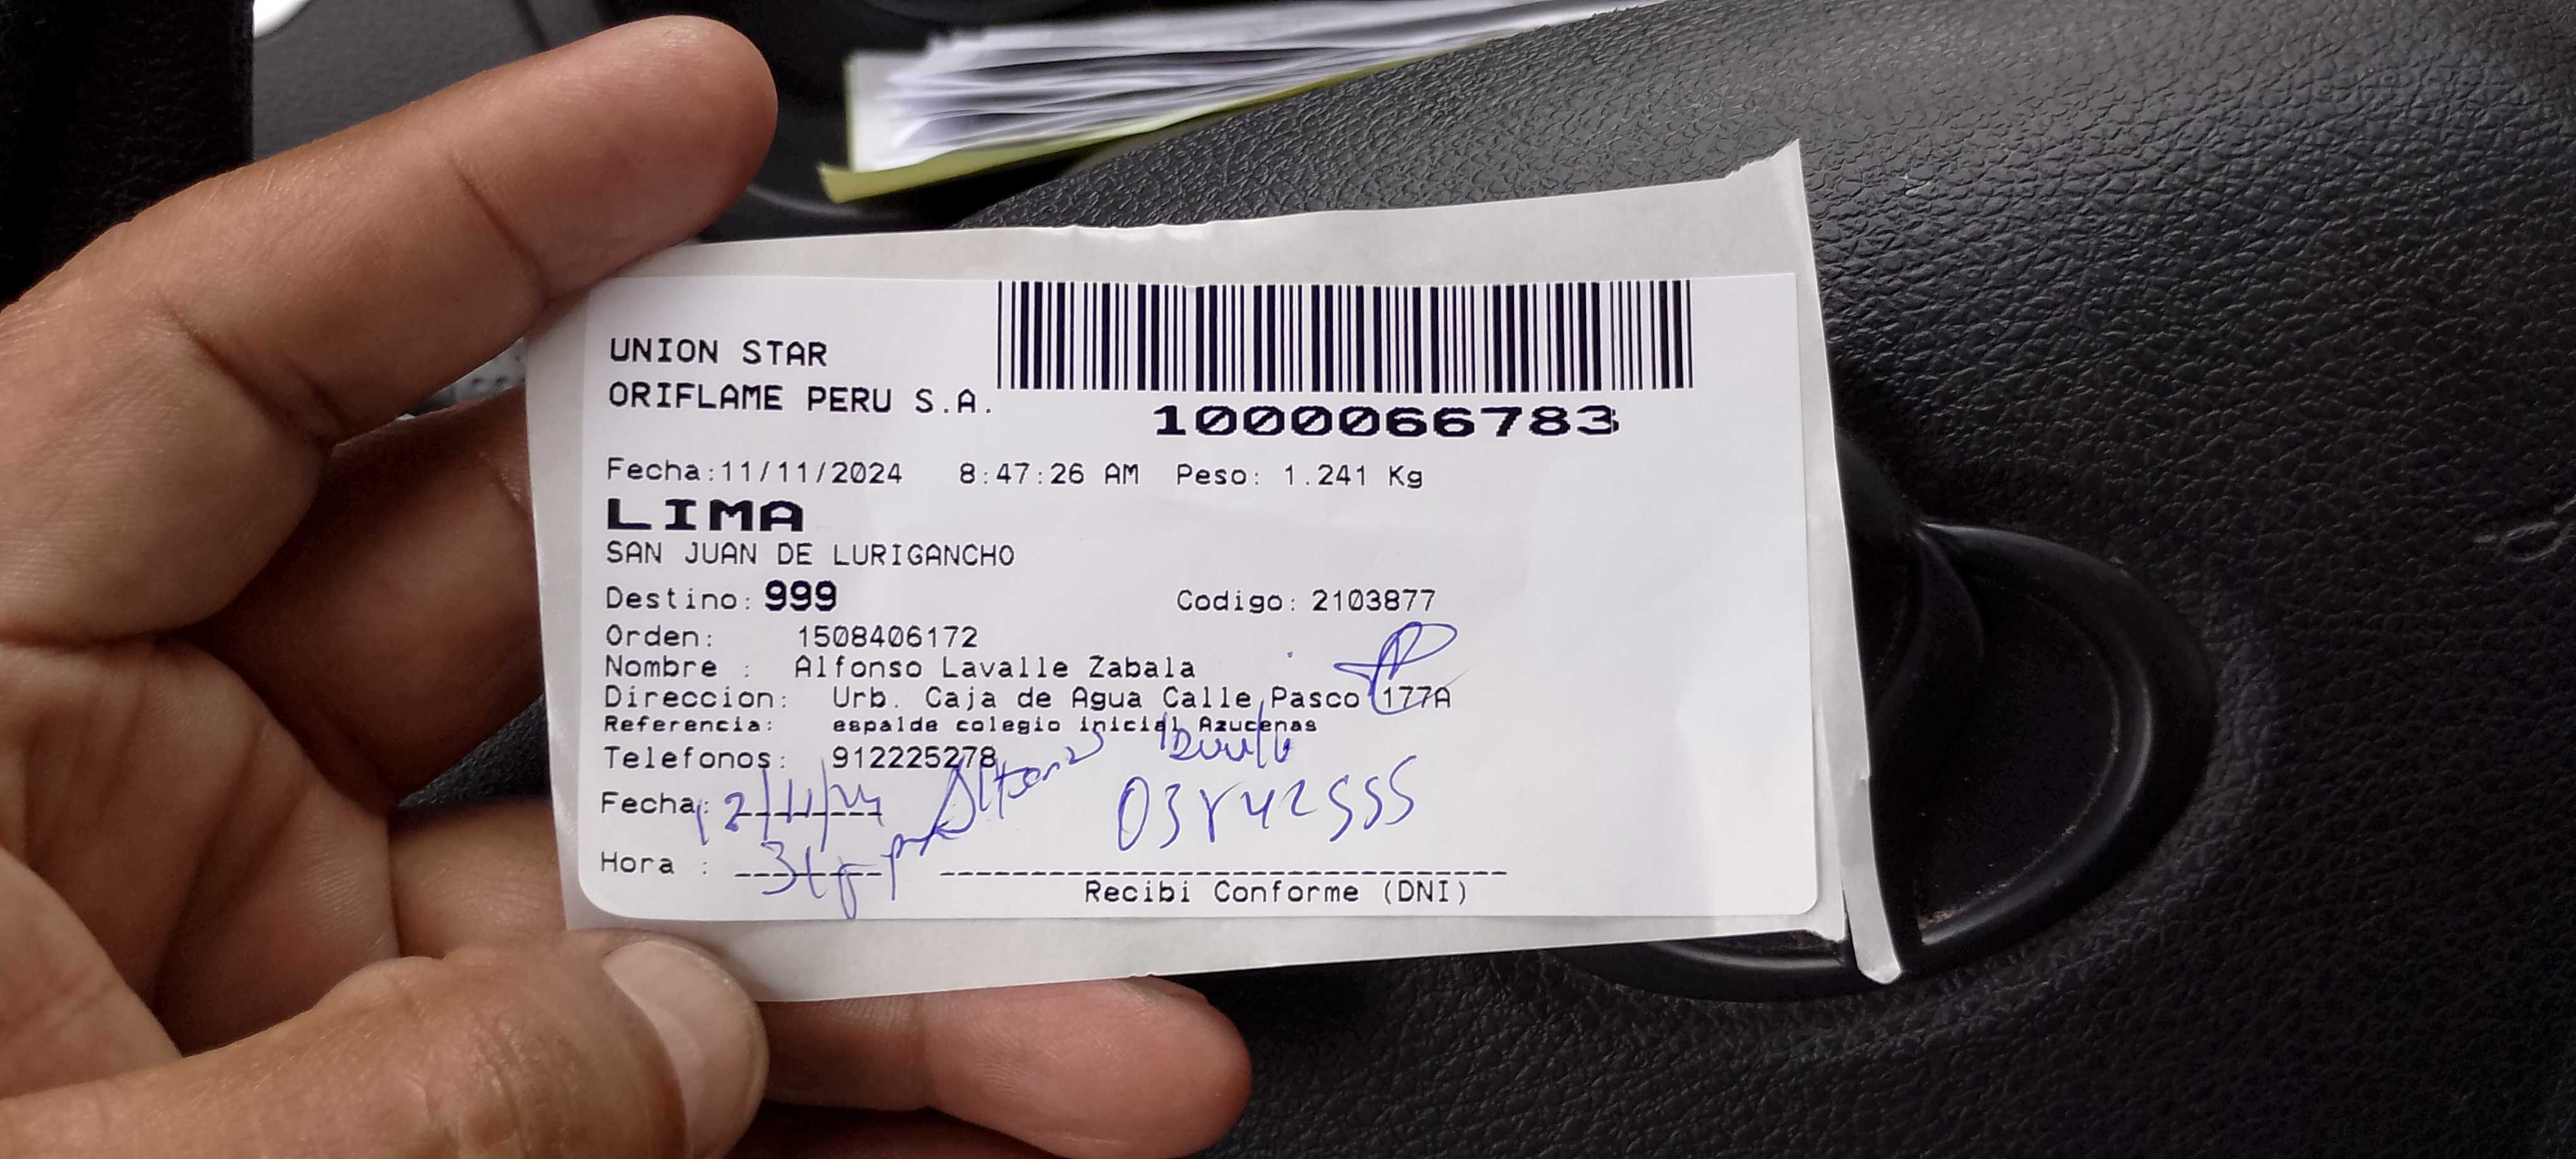 UNION STAR
ORIFLAME PERU S.A.
1000066783
Fecha:11/11/2024 8:47:26 AM Peso: 1.241 Kg
LIMA
SAN JUAN DE LURIGANCHO
Destino: 999 Codigo: 2103877
Orden: 1508406172
Nombre : Alfonso Lavalle Zabala
Direccion: Urb. Caja de Agua Calle Pasco 177A
Referencia: espalde colegio inicial Azucenas
Telefonos: 912225278
Fecha: 12/11/24
Hora :
Recibi Conforme (DNI)